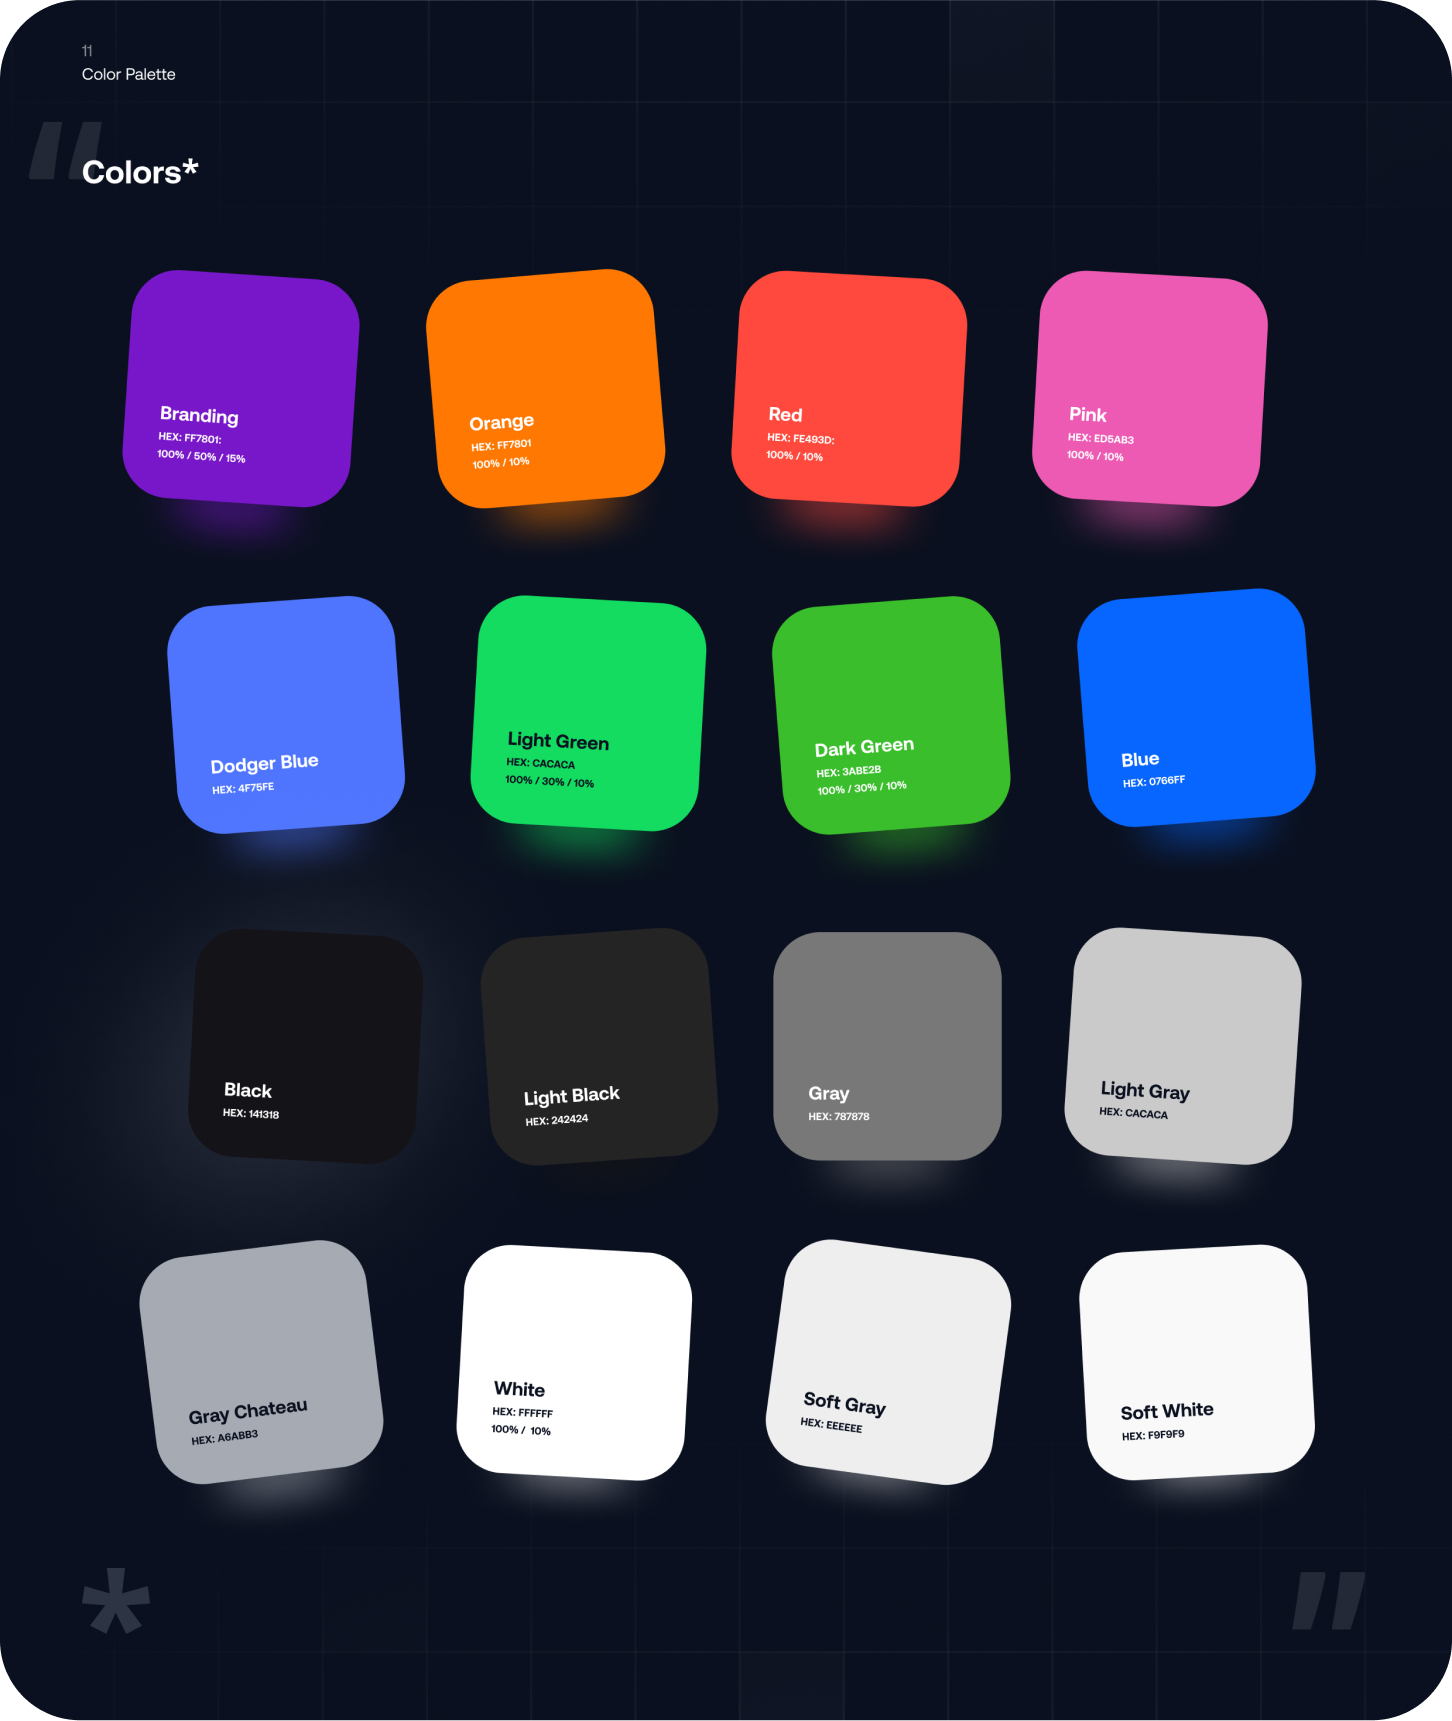 11
Color Palette
"
Colors*
Branding
HEX: FF7801:
100% / 50% / 15%
Orange
HEX: FF7801
100% / 10%
Red
HEX: FE493D:
100% / 10%
Pink
HEX: ED5AB3
100% / 10%
Dodger Blue
HEX: 4F75FE
Light Green
HEX: CACACA
100% / 30% / 10%
Dark Green
HEX: 3ABE2B
100% / 30% / 10%
Blue
HEX: 0766FF
Black
HEX: 141318
Light Black
HEX: 242424
Gray
HEX: 787878
Light Gray
HEX: CACACA
Gray Chateau
HEX: A6ABB3
White
HEX: FFFFFF
100% / 10%
Soft Gray
HEX: EEEEEE
Soft White
HEX: F9F9F9
*
"